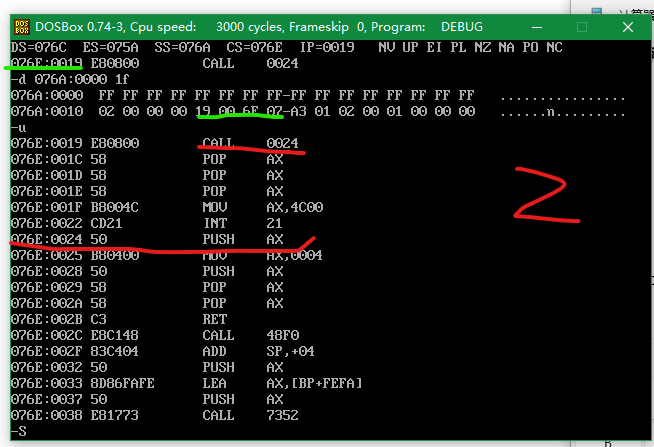 DOSBox 0.74-3, Cpu speed: 3000 cycles, Frameskip 0, Program: DEBUG
DS=076C ES=075A SS=076A CS=076E IP=0019 NV UP EI PL NZ NA PO NC
076E:0019 E80800 CALL 0024
-d 076A:0000 1f
076A:0000 FF FF FF FF FF FF FF FF-FF FF FF FF FF FF FF FF ................
076A:0010 02 00 00 00 19 00 6E 07-A3 01 02 00 01 00 00 00 ......n.........
-u
076E:0019 E80800 CALL 0024
076E:001C 58 POP AX
076E:001D 58 POP AX
076E:001E 58 POP AX
076E:001F B8004C MOV AX,4C00
076E:0022 CD21 INT 21
076E:0024 50 PUSH AX
076E:0025 B80400 MOV AX,0004
076E:0028 50 PUSH AX
076E:0029 58 POP AX
076E:002A 58 POP AX
076E:002B C3 RET
076E:002C E8C148 CALL 48F0
076E:002F 83C404 ADD SP,+04
076E:0032 50 PUSH AX
076E:0033 8D86FAFE LEA AX,[BP+FEFA]
076E:0037 50 PUSH AX
076E:0038 E81773 CALL 7352
-S
2